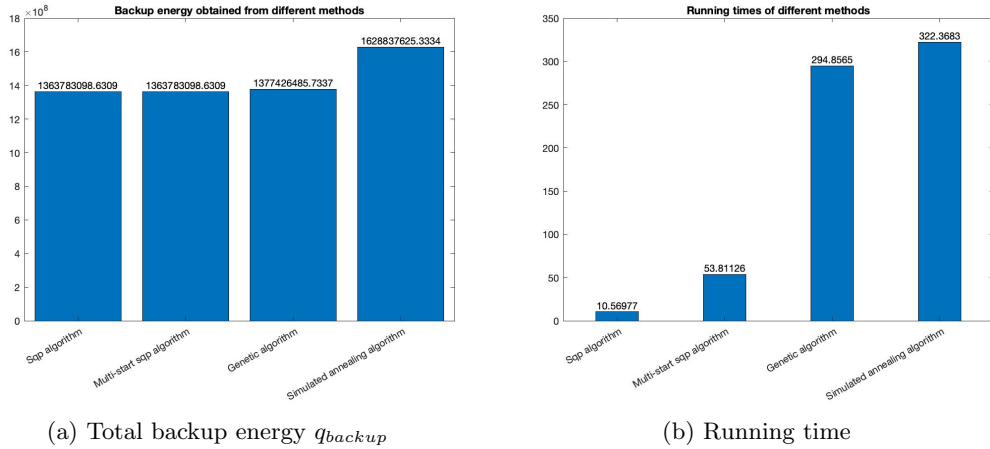 Backup energy obtained from different methods
×10^8
18
16
14
12
10
8
6
4
2
0
1363783098.6309
1363783098.6309
1377426485.7337
1628837625.3334
Sqp algorithm
Multi-start sqp algorithm
Genetic algorithm
Simulated annealing algorithm
(a) Total backup energy q_backup
Running times of different methods
350
300
250
200
150
100
50
0
10.56977
53.81126
294.8565
322.3683
Sqp algorithm
Multi-start sqp algorithm
Genetic algorithm
Simulated annealing algorithm
(b) Running time